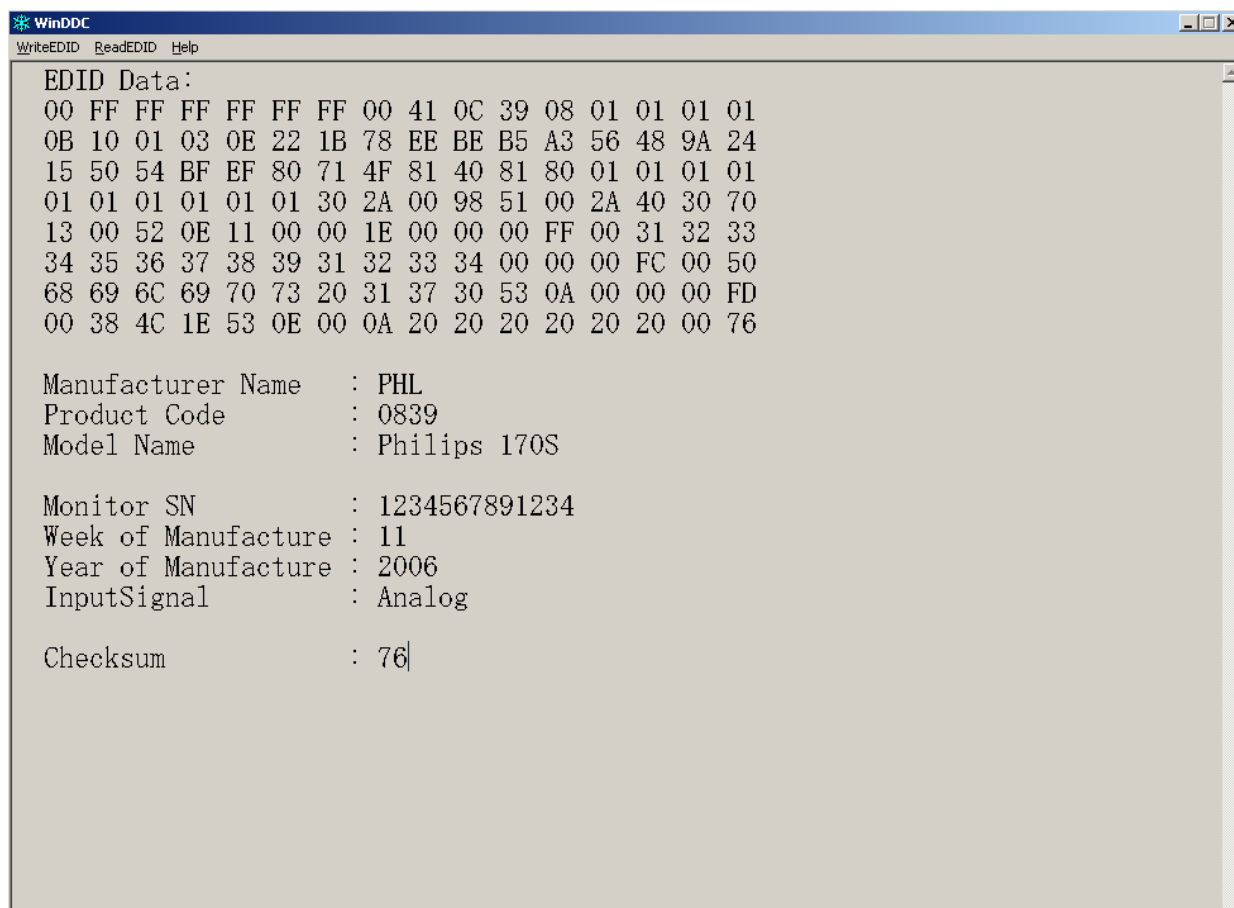 WinDDC
WriteEDID ReadEDID Help
EDID Data:
00 FF FF FF FF FF FF 00 41 0C 39 08 01 01 01 01
0B 10 01 03 0E 22 1B 78 EE BE B5 A3 56 48 9A 24
15 50 54 BF EF 80 71 4F 81 40 81 80 01 01 01 01
01 01 01 01 01 01 30 2A 00 98 51 00 2A 40 30 70
13 00 52 0E 11 00 00 1E 00 00 00 FF 00 31 32 33
34 35 36 37 38 39 31 32 33 34 00 00 00 FC 00 50
68 69 6C 69 70 73 20 31 37 30 53 0A 00 00 00 FD
00 38 4C 1E 53 0E 00 0A 20 20 20 20 20 20 00 76
Manufacturer Name : PHL
Product Code : 0839
Model Name : Philips 170S
Monitor SN : 1234567891234
Week of Manufacture : 11
Year of Manufacture : 2006
InputSignal : Analog
Checksum : 76